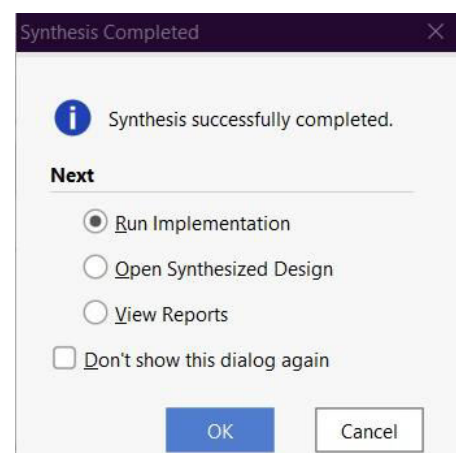 Synthesis Completed
Synthesis successfully completed.
Next
Run Implementation
Open Synthesized Design
View Reports
Don't show this dialog again
OK
Cancel